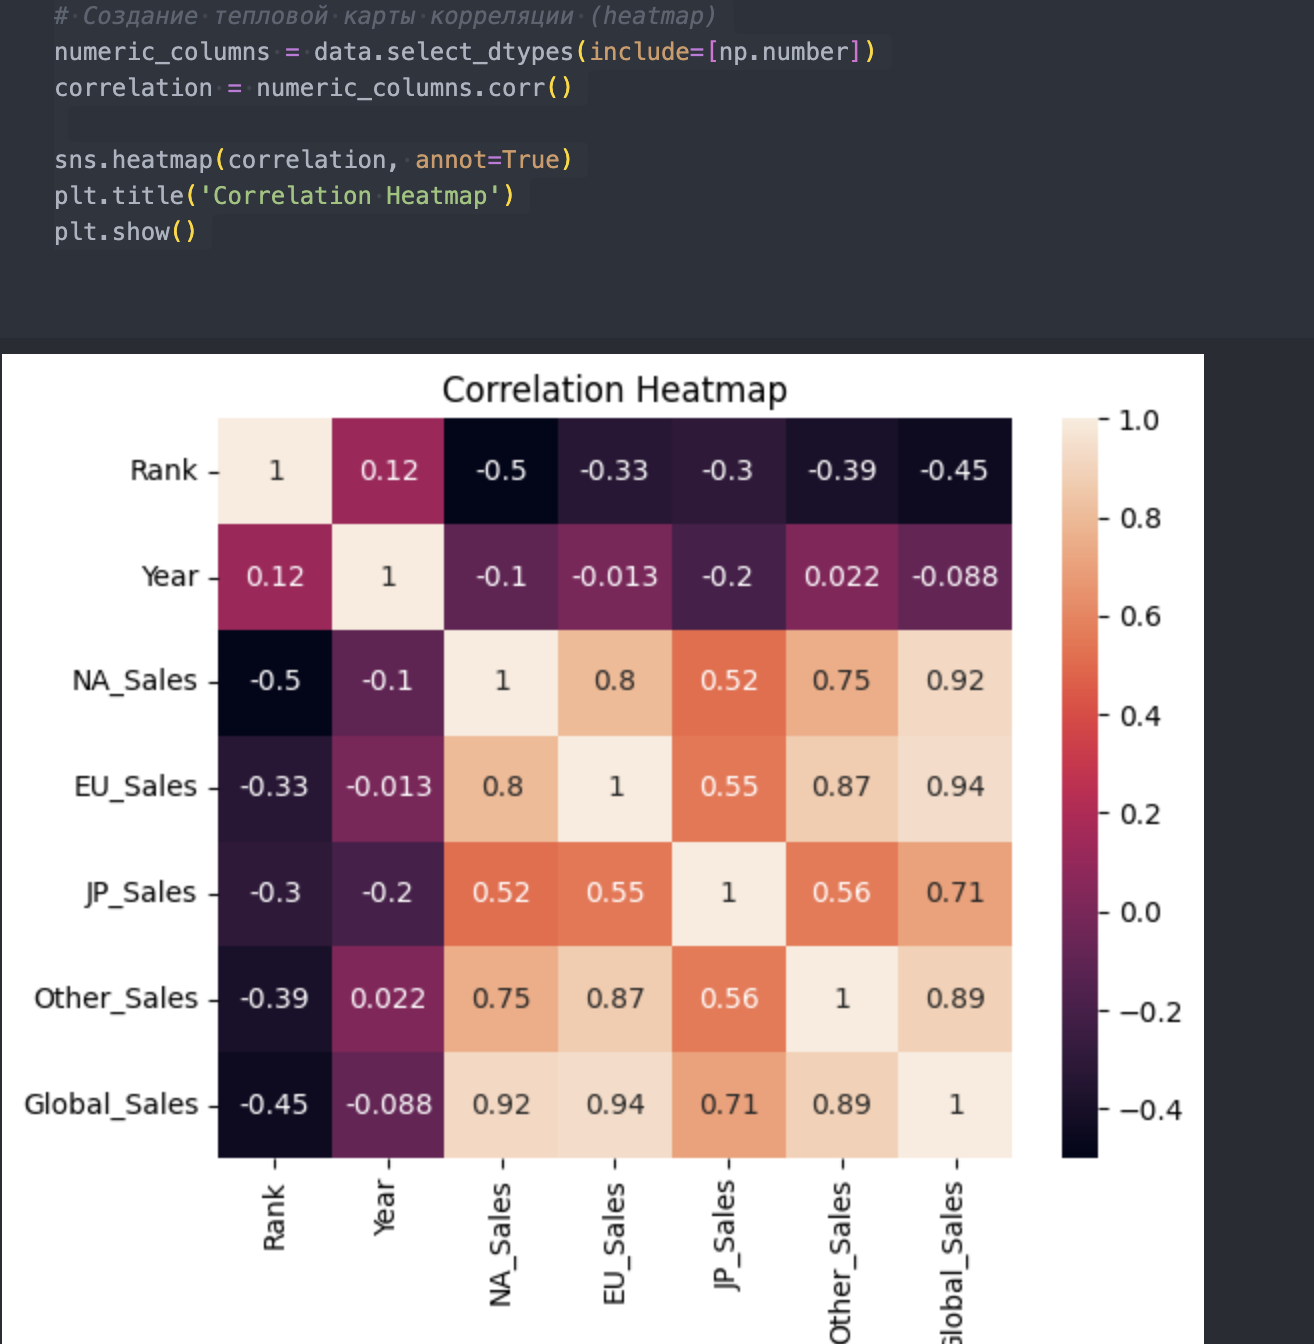 # Создание тепловой карты корреляции (heatmap)
numeric_columns = data.select_dtypes(include=[np.number])
correlation = numeric_columns.corr()
sns.heatmap(correlation, annot=True)
plt.title('Correlation Heatmap')
plt.show()
Correlation Heatmap
Rank 1 0.12 -0.5 -0.33 -0.3 -0.39 -0.45
Year 0.12 1 -0.1 -0.013 -0.2 0.022 -0.088
NA_Sales -0.5 -0.1 1 0.8 0.52 0.75 0.92
EU_Sales -0.33 -0.013 0.8 1 0.55 0.87 0.94
JP_Sales -0.3 -0.2 0.52 0.55 1 0.56 0.71
Other_Sales -0.39 0.022 0.75 0.87 0.56 1 0.89
Global_Sales -0.45 -0.088 0.92 0.94 0.71 0.89 1
Rank
Year
NA_Sales
EU_Sales
JP_Sales
Other_Sales
Global_Sales
1.0
0.8
0.6
0.4
0.2
0.0
−0.2
−0.4